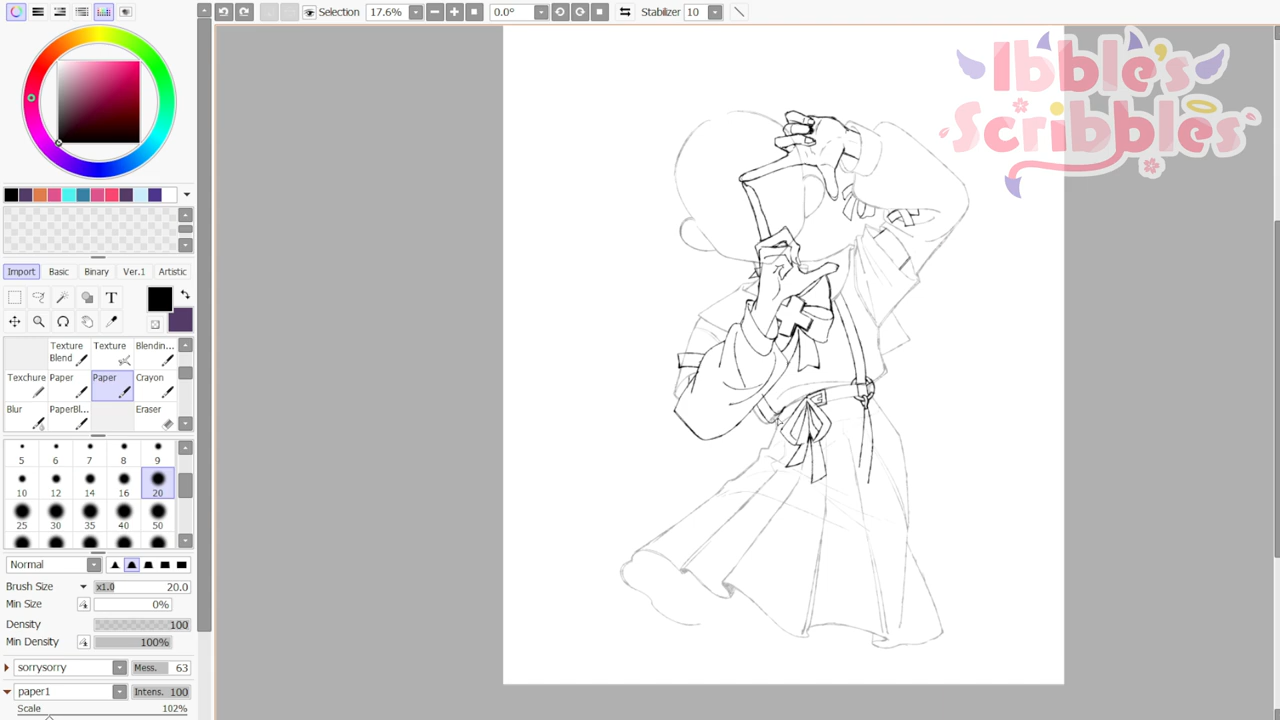 Selection 17.6% 0.0° Stabilizer 10
Ibble's
Scribbles
Import Basic Binary Ver.1 Artistic
T
Texture Blend Texture Blendin...
Texchure Paper Paper Crayon
Blur PaperBl... Eraser
5 6 7 8 9
10 12 14 16 20
25 30 35 40 50
Normal
Brush Size x1.0 20.0
Min Size 0%
Density 100
Min Density 100%
sorrysorry Mess. 63
paper1 Intens. 100
Scale 102%